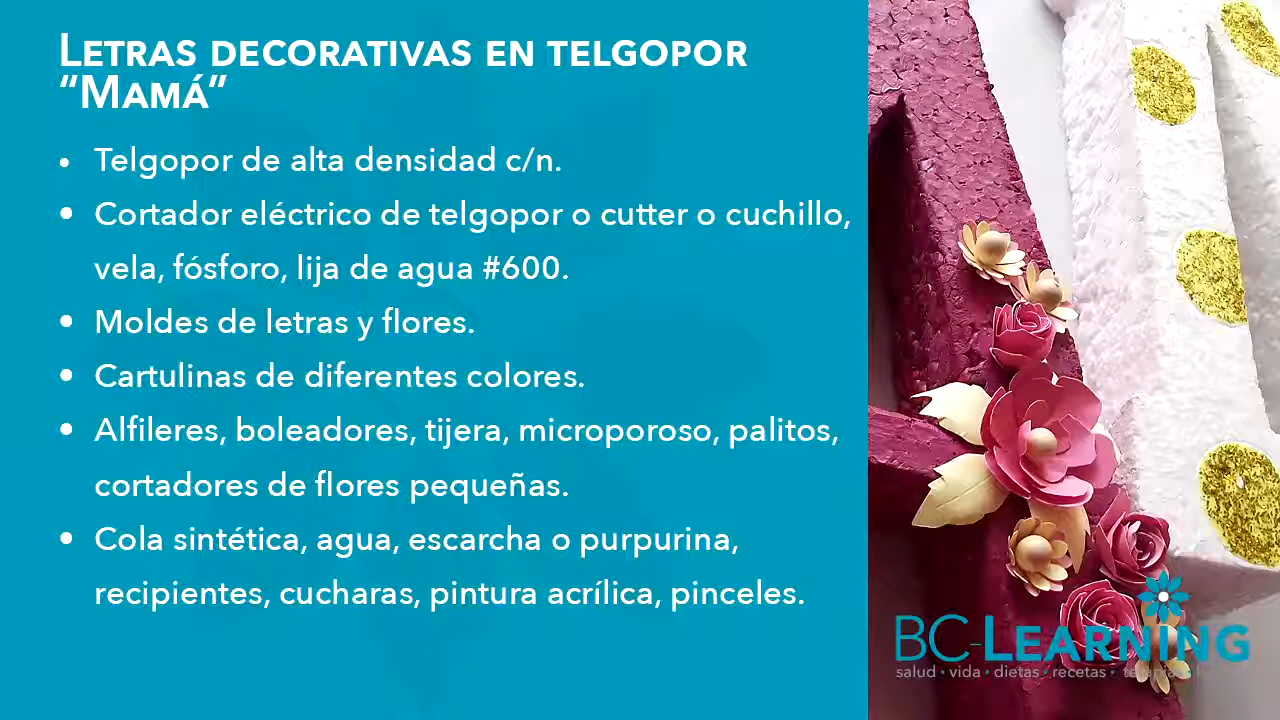 LETRAS DECORATIVAS EN TELGOPOR
“MAMÁ”
• Telgopor de alta densidad c/n.
• Cortador eléctrico de telgopor o cutter o cuchillo,
vela, fósforo, lija de agua #600.
• Moldes de letras y flores.
• Cartulinas de diferentes colores.
• Alfileres, boleadores, tijera, microporoso, palitos,
cortadores de flores pequeñas.
• Cola sintética, agua, escarcha o purpurina,
recipientes, cucharas, pintura acrílica, pinceles.
BC-LEARNING
salud • vida • dietas • recetas •